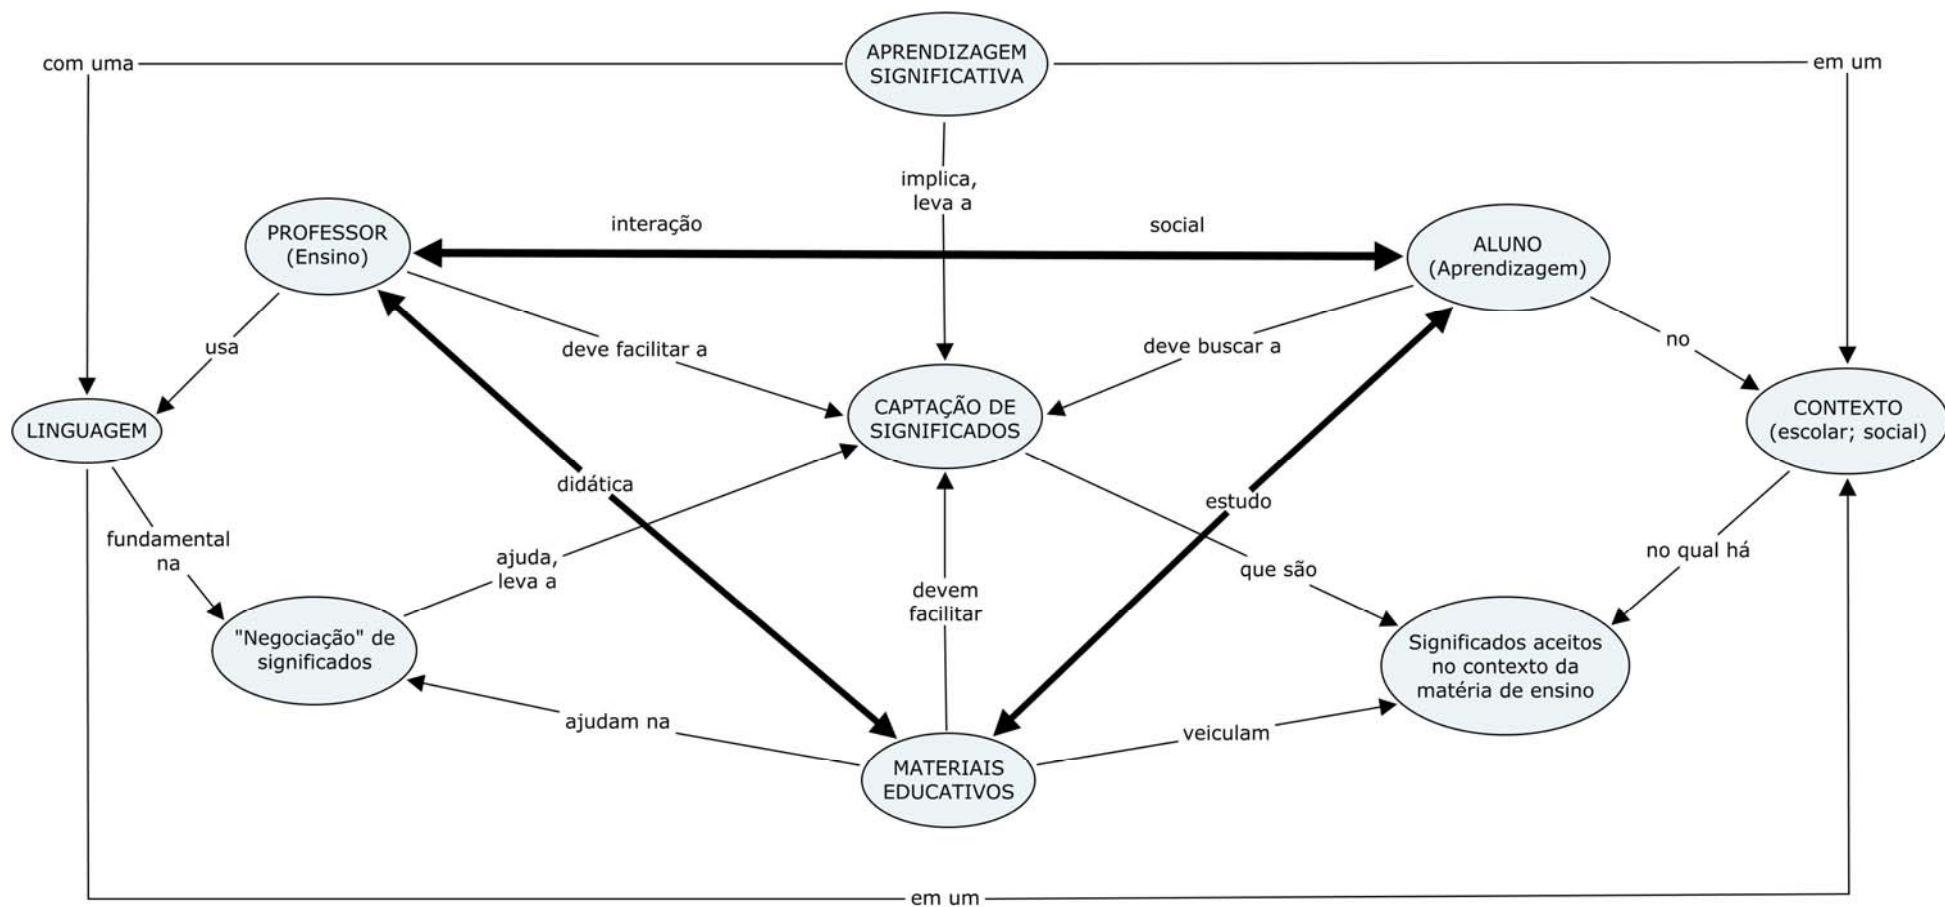 APRENDIZAGEM
SIGNIFICATIVA
com uma
em um
implica,
leva a
PROFESSOR
(Ensino)
interação
social
ALUNO
(Aprendizagem)
usa
deve facilitar a
deve buscar a
no
LINGUAGEM
CAPTAÇÃO DE
SIGNIFICADOS
CONTEXTO
(escolar; social)
didática
estudo
fundamental
na
ajuda,
leva a
devem
facilitar
que são
no qual há
"Negociação" de
significados
Significados aceitos
no contexto da
matéria de ensino
ajudam na
veiculam
MATERIAIS
EDUCATIVOS
em um